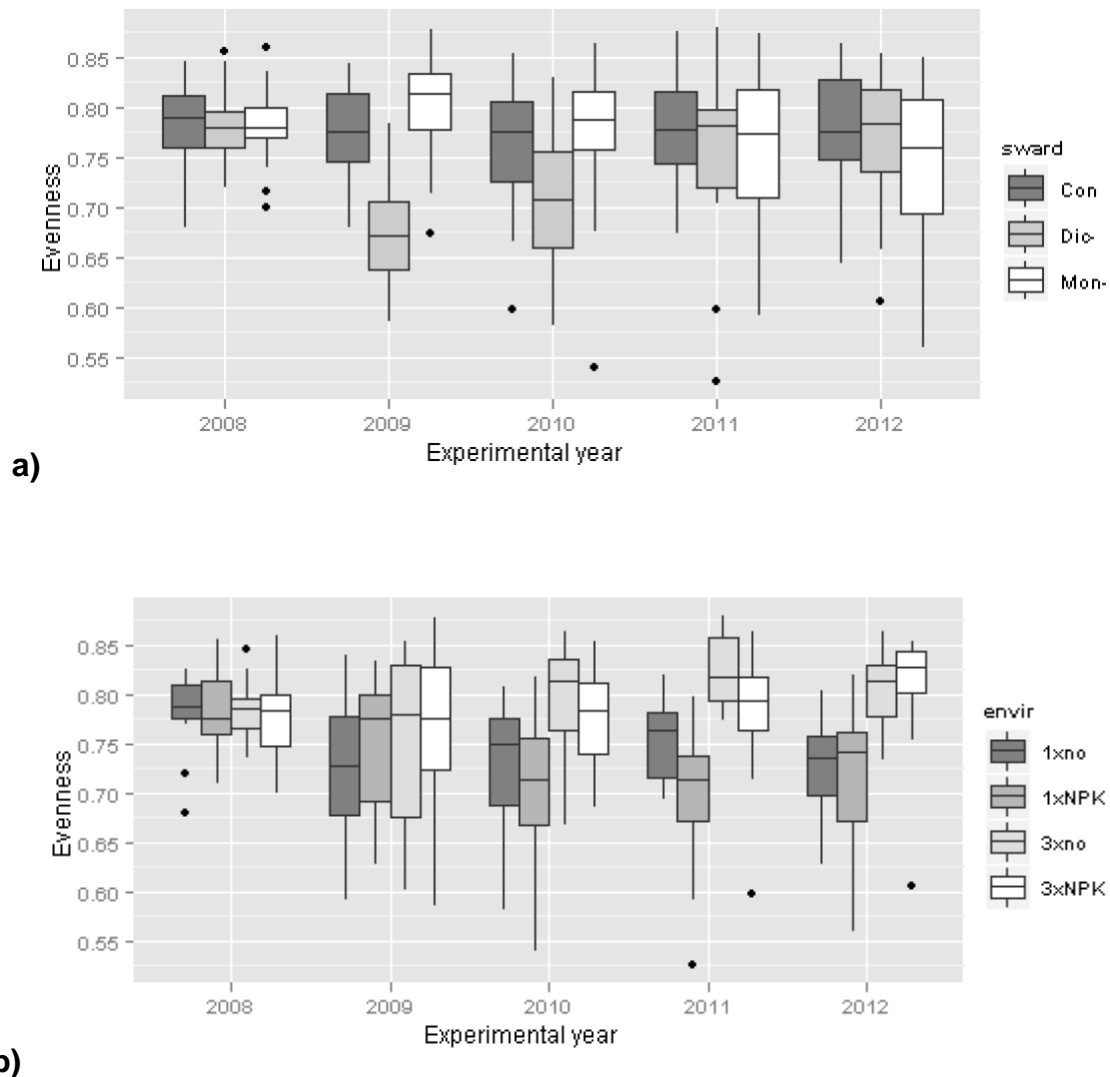 0.85
0.80
0.75
0.70
0.65
0.60
0.55
Evenness
2008 2009 2010 2011 2012
Experimental year
sward
Con
Dic-
Mon-
a)
0.85
0.80
0.75
0.70
0.65
0.60
0.55
Evenness
2008 2009 2010 2011 2012
Experimental year
envir
1xno
1xNPK
3xno
3xNPK
b)